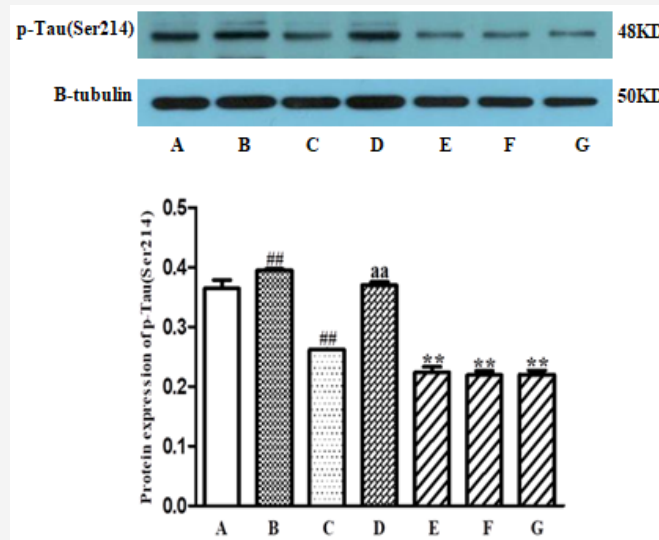 p-Tau(Ser214)
48KD
B-tubulin
50KD
A B C D E F G
Protein expression of p-Tau(Ser214)
0.5
0.4
0.3
0.2
0.1
0.0
##
##
aa
**
**
**
A B C D E F G